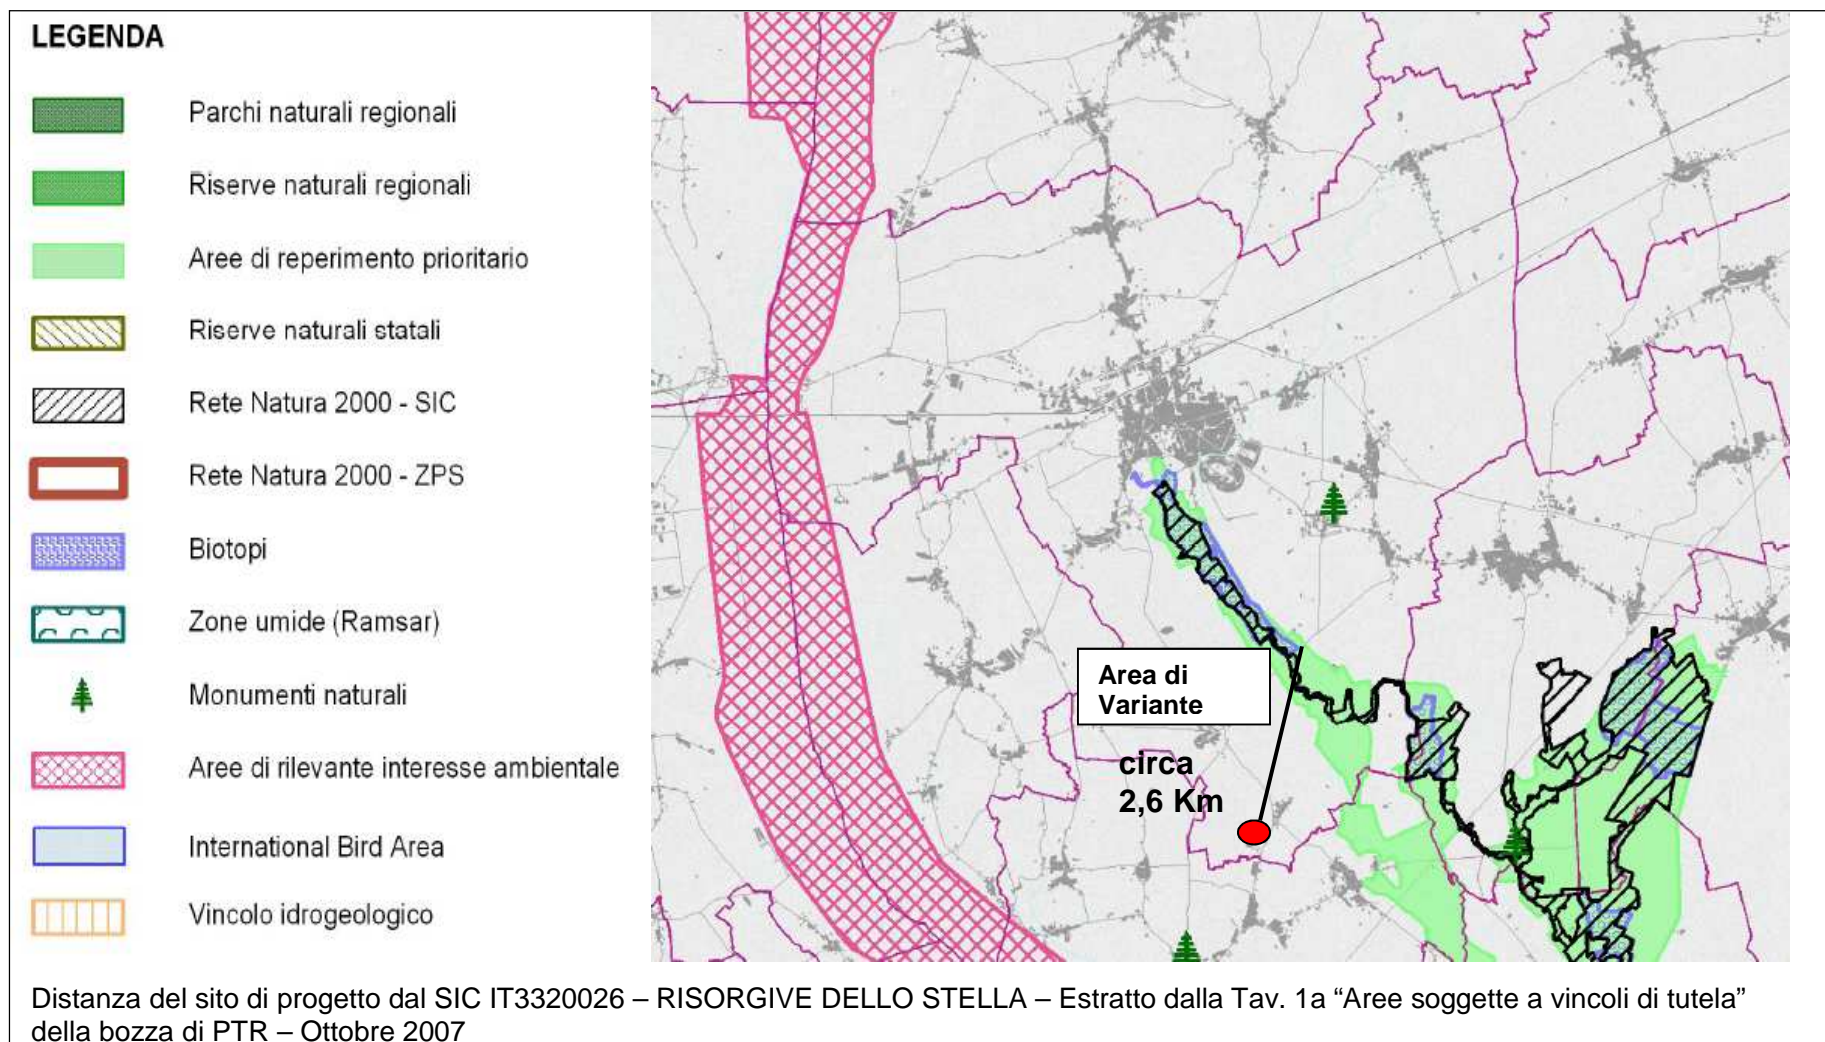 LEGENDA
Parchi naturali regionali
Riserve naturali regionali
Aree di reperimento prioritario
Riserve naturali statali
Rete Natura 2000 - SIC
Rete Natura 2000 - ZPS
Biotopi
Zone umide (Ramsar)
Monumenti naturali
Aree di rilevante interesse ambientale
International Bird Area
Vincolo idrogeologico
Area di
Variante
circa
2,6 Km
Distanza del sito di progetto dal SIC IT3320026 – RISORGIVE DELLO STELLA – Estratto dalla Tav. 1a “Aree soggette a vincoli di tutela”
della bozza di PTR – Ottobre 2007